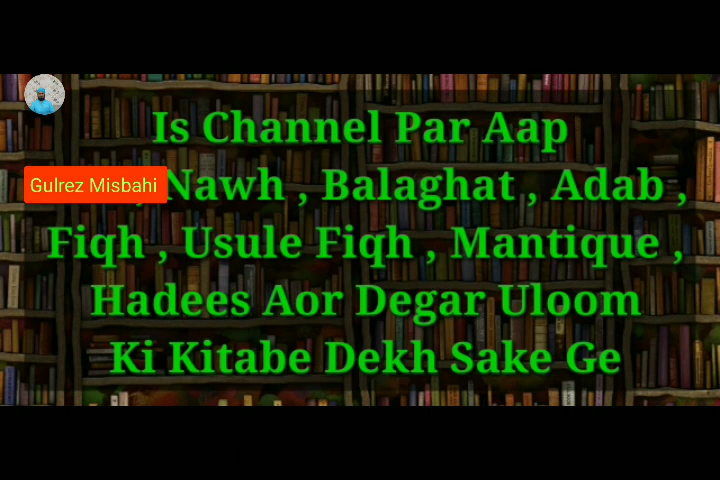 Is Channel Par Aap
Gulrez Misbahi
, Nawh , Balaghat , Adab ,
Fiqh , Usule Fiqh , Mantique ,
Hadees Aor Degar Uloom
Ki Kitabe Dekh Sake Ge